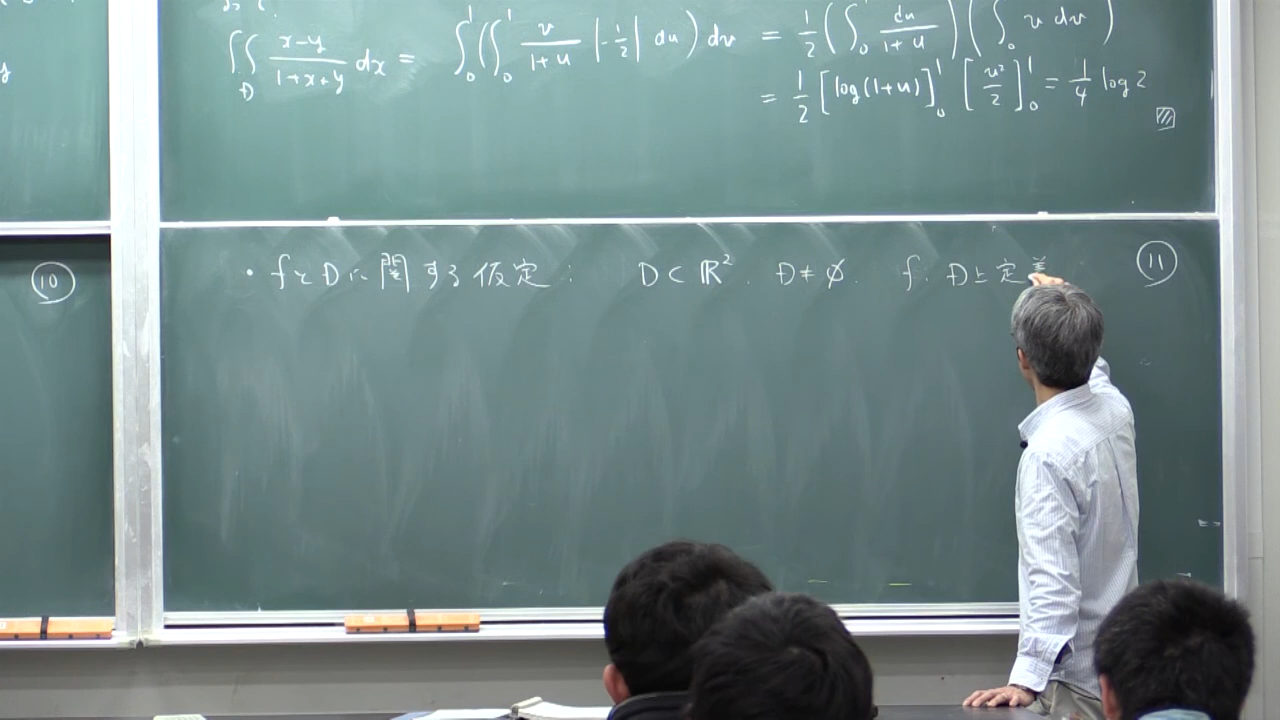 ∬_D (x-y)/(1+x+y) dx = ∫_0^1 (∫_0^1 v/(1+u) |-1/2| du) dv = 1/2 (∫_0^1 du/(1+u)) (∫_0^1 v dv)
= 1/2 [log(1+u)]_0^1 [v²/2]_0^1 = 1/4 log 2
y
⑩
・fとDに関する仮定: D⊂ℝ². D≠∅. f: D上定義
⑪